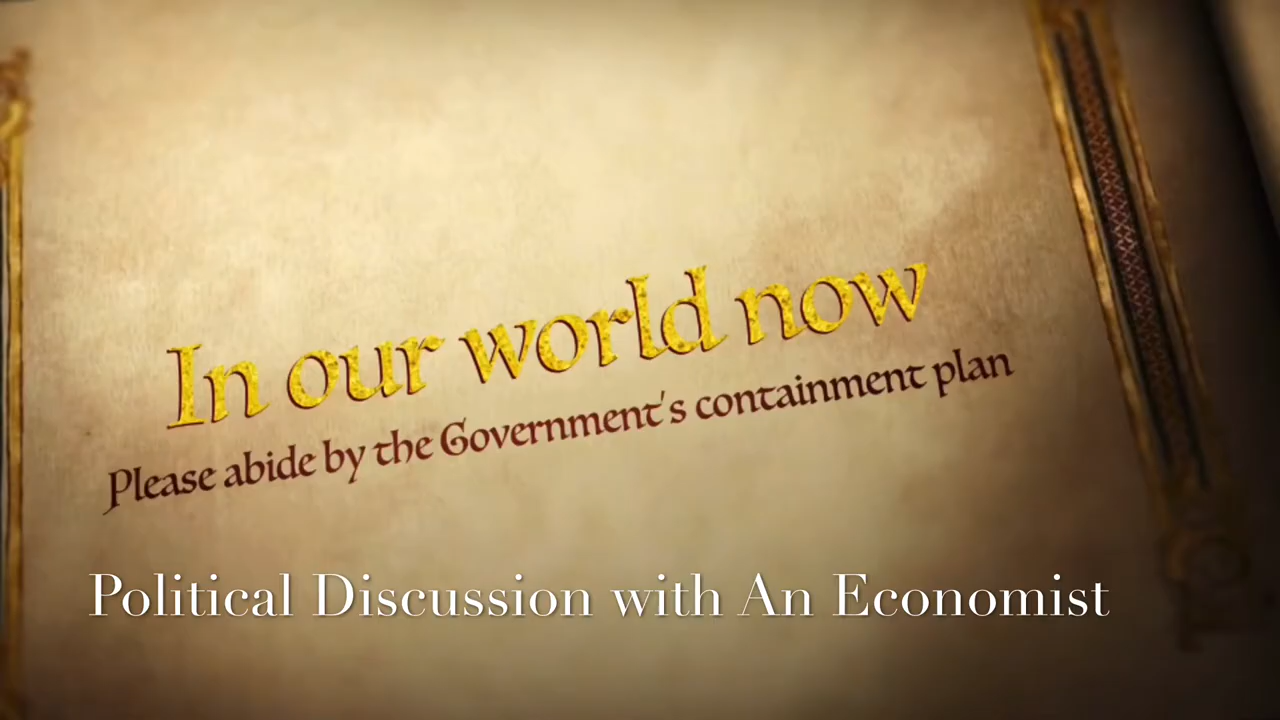 In our world now
Please abide by the Government's containment plan
Political Discussion with An Economist